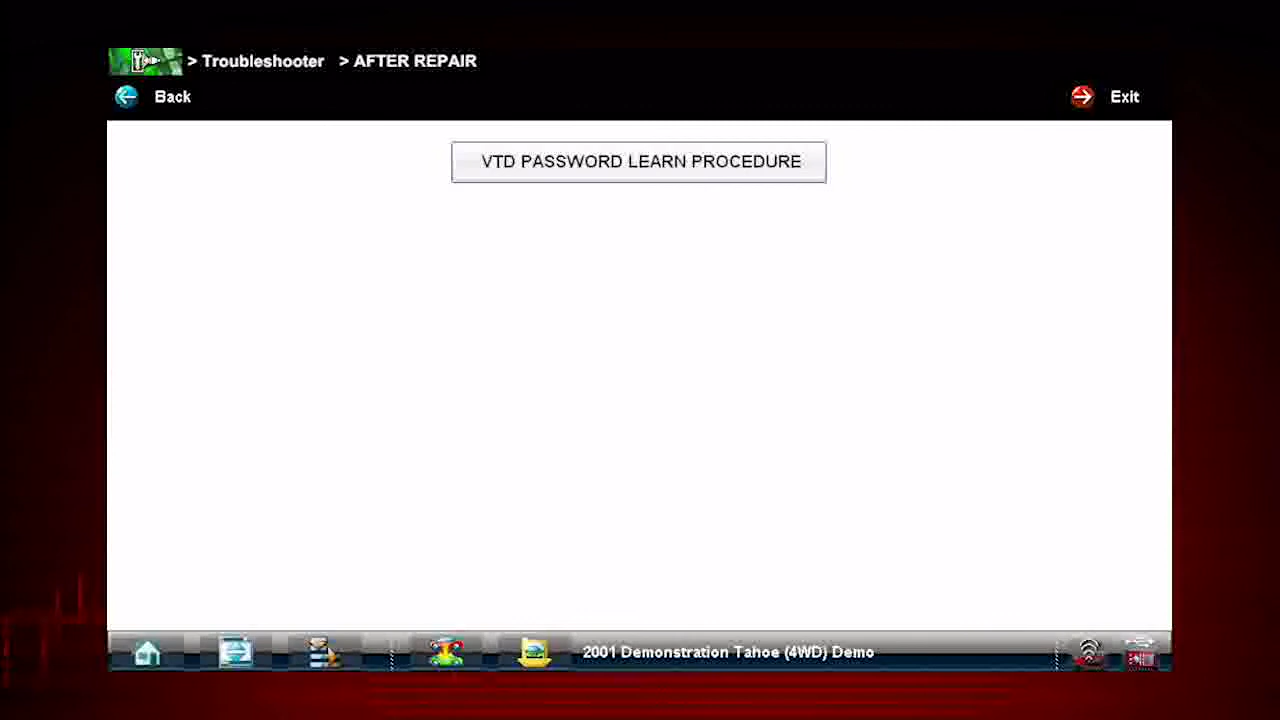 > Troubleshooter > AFTER REPAIR
Back
Exit
VTD PASSWORD LEARN PROCEDURE
2001 Demonstration Tahoe (4WD) Demo